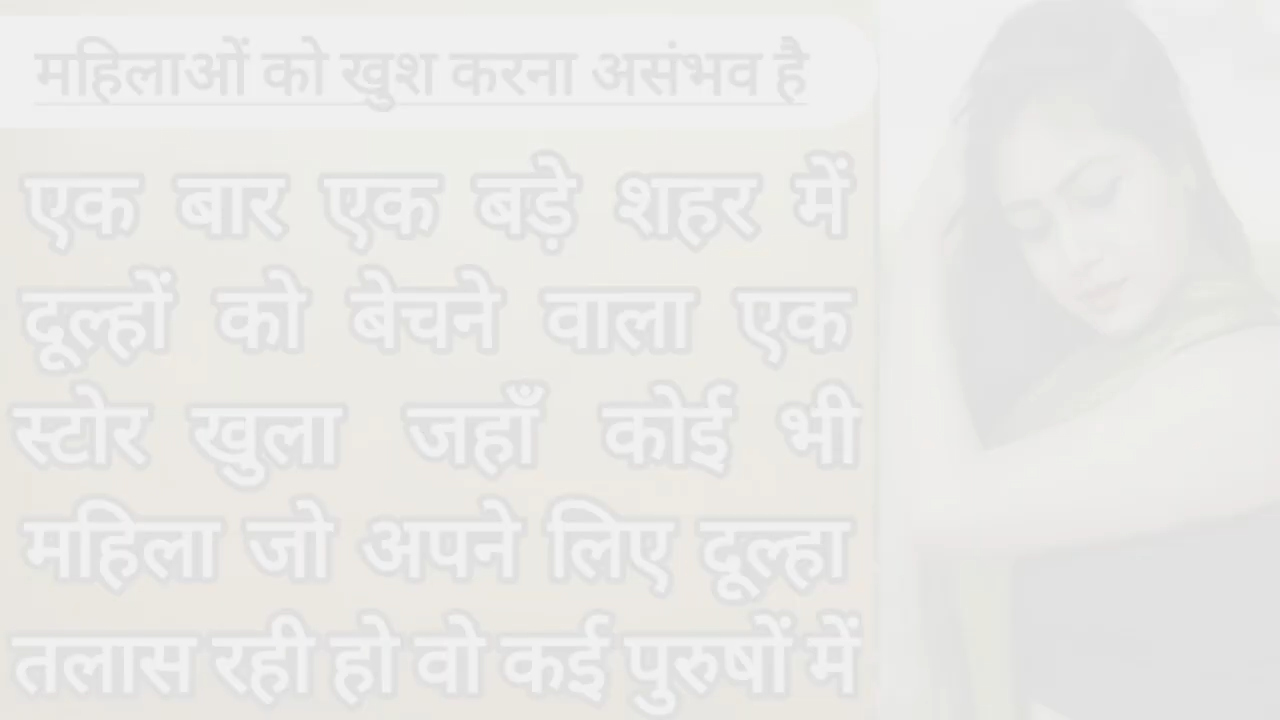 महिलाओं को खुश करना असंभव है
एक बार एक बड़े शहर में
दूल्हों को बेचने वाला एक
स्टोर खुला जहाँ कोई भी
महिला जो अपने लिए दूल्हा
तलास रही हो वो कई पुरुषों में